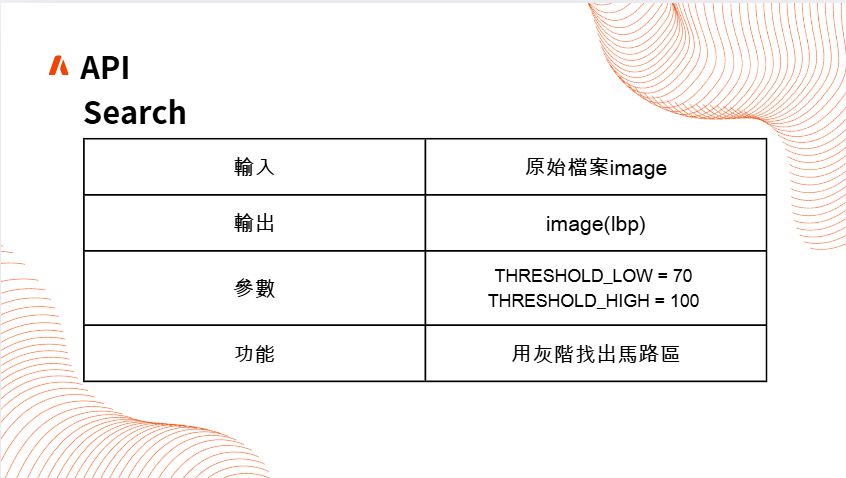 API
Search
輸入
原始檔案image
輸出
image(lbp)
參數
THRESHOLD_LOW = 70
THRESHOLD_HIGH = 100
功能
用灰階找出馬路區